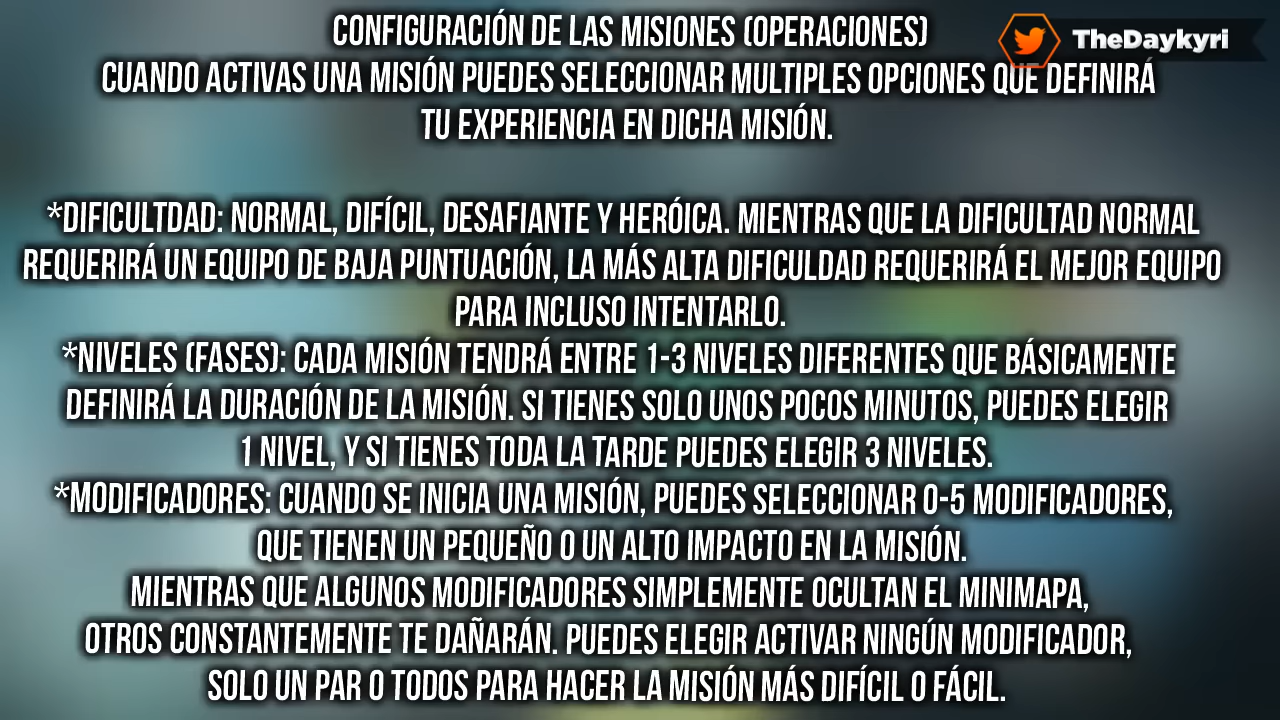 CONFIGURACIÓN DE LAS MISIONES (OPERACIONES)
TheDaykyri
CUANDO ACTIVAS UNA MISIÓN PUEDES SELECCIONAR MULTIPLES OPCIONES QUE DEFINIRÁ
TU EXPERIENCIA EN DICHA MISIÓN.
*DIFICULTDAD: NORMAL, DIFÍCIL, DESAFIANTE Y HERÓICA. MIENTRAS QUE LA DIFICULTAD NORMAL
REQUERIRÁ UN EQUIPO DE BAJA PUNTUACIÓN, LA MÁS ALTA DIFICULDAD REQUERIRÁ EL MEJOR EQUIPO
PARA INCLUSO INTENTARLO.
*NIVELES (FASES): CADA MISIÓN TENDRÁ ENTRE 1-3 NIVELES DIFERENTES QUE BÁSICAMENTE
DEFINIRÁ LA DURACIÓN DE LA MISIÓN. SI TIENES SOLO UNOS POCOS MINUTOS, PUEDES ELEGIR
1 NIVEL, Y SI TIENES TODA LA TARDE PUEDES ELEGIR 3 NIVELES.
*MODIFICADORES: CUANDO SE INICIA UNA MISIÓN, PUEDES SELECCIONAR 0-5 MODIFICADORES,
QUE TIENEN UN PEQUEÑO O UN ALTO IMPACTO EN LA MISIÓN.
MIENTRAS QUE ALGUNOS MODIFICADORES SIMPLEMENTE OCULTAN EL MINIMAPA,
OTROS CONSTANTEMENTE TE DAÑARÁN. PUEDES ELEGIR ACTIVAR NINGÚN MODIFICADOR,
SOLO UN PAR O TODOS PARA HACER LA MISIÓN MÁS DIFÍCIL O FÁCIL.